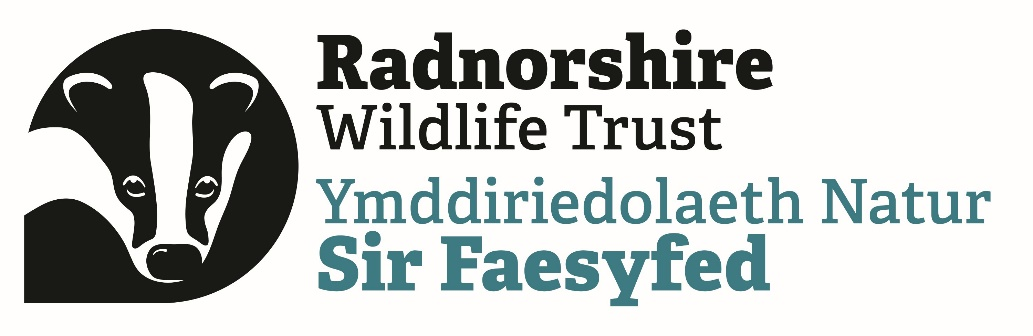 Radnorshire
Wildlife Trust
Ymddiriedolaeth Natur
Sir Faesyfed